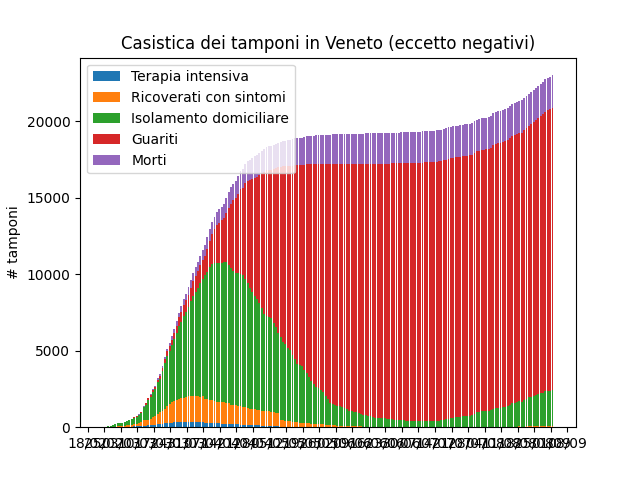 Casistica dei tamponi in Veneto (eccetto negativi)
Terapia intensiva
Ricoverati con sintomi
Isolamento domiciliare
Guariti
Morti
# tamponi
20000
15000
10000
5000
0